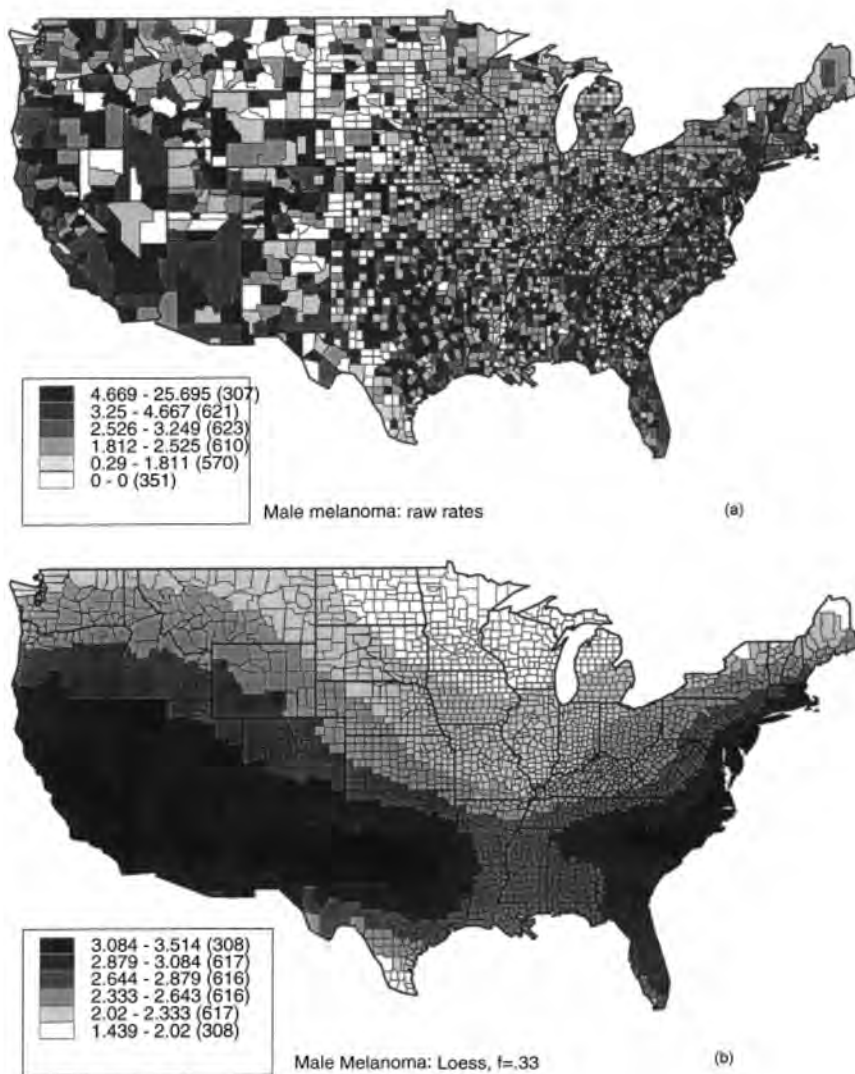 4.669 - 25.695 (307)
3.25 - 4.667 (621)
2.526 - 3.249 (623)
1.812 - 2.525 (610)
0.29 - 1.811 (570)
0 - 0 (351)
Male melanoma: raw rates (a)
3.084 - 3.514 (308)
2.879 - 3.084 (617)
2.644 - 2.879 (616)
2.333 - 2.643 (616)
2.02 - 2.333 (617)
1.439 - 2.02 (308)
Male Melanoma: Loess, f=.33 (b)